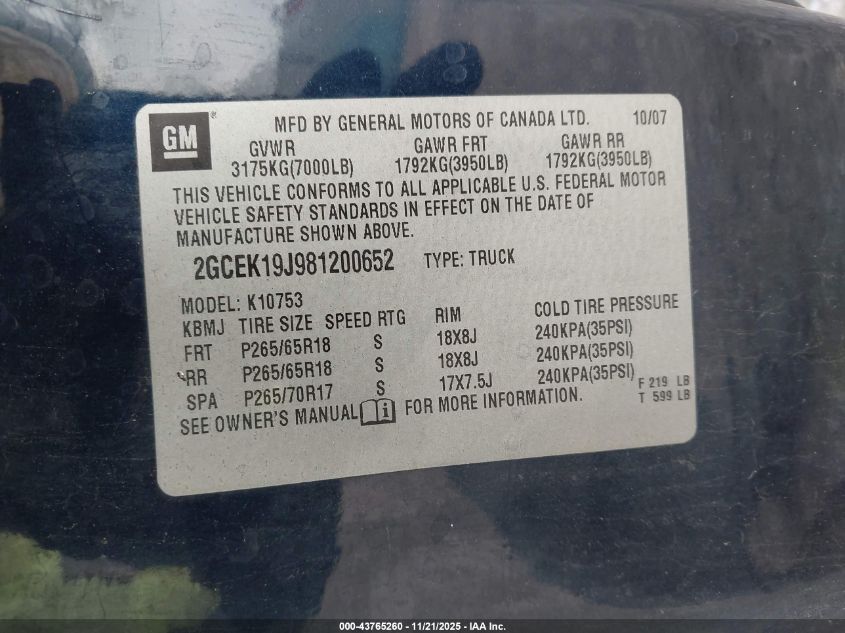 GM
MFD BY GENERAL MOTORS OF CANADA LTD. 10/07
GVWR GAWR FRT GAWR RR
3175KG(7000LB) 1792KG(3950LB) 1792KG(3950LB)
THIS VEHICLE CONFORMS TO ALL APPLICABLE U.S. FEDERAL MOTOR
VEHICLE SAFETY STANDARDS IN EFFECT ON THE DATE OF
MANUFACTURE SHOWN ABOVE.
2GCEK19J981200652 TYPE: TRUCK
MODEL: K10753
KBMJ TIRE SIZE SPEED RTG RIM COLD TIRE PRESSURE
FRT P265/65R18 S 18X8J 240KPA(35PSI)
RR P265/65R18 S 18X8J 240KPA(35PSI)
SPA P265/70R17 S 17X7.5J 240KPA(35PSI) F 219 LB
SEE OWNER'S MANUAL FOR MORE INFORMATION. T 599 LB
000-43765260 - 11/21/2025 - IAA Inc.